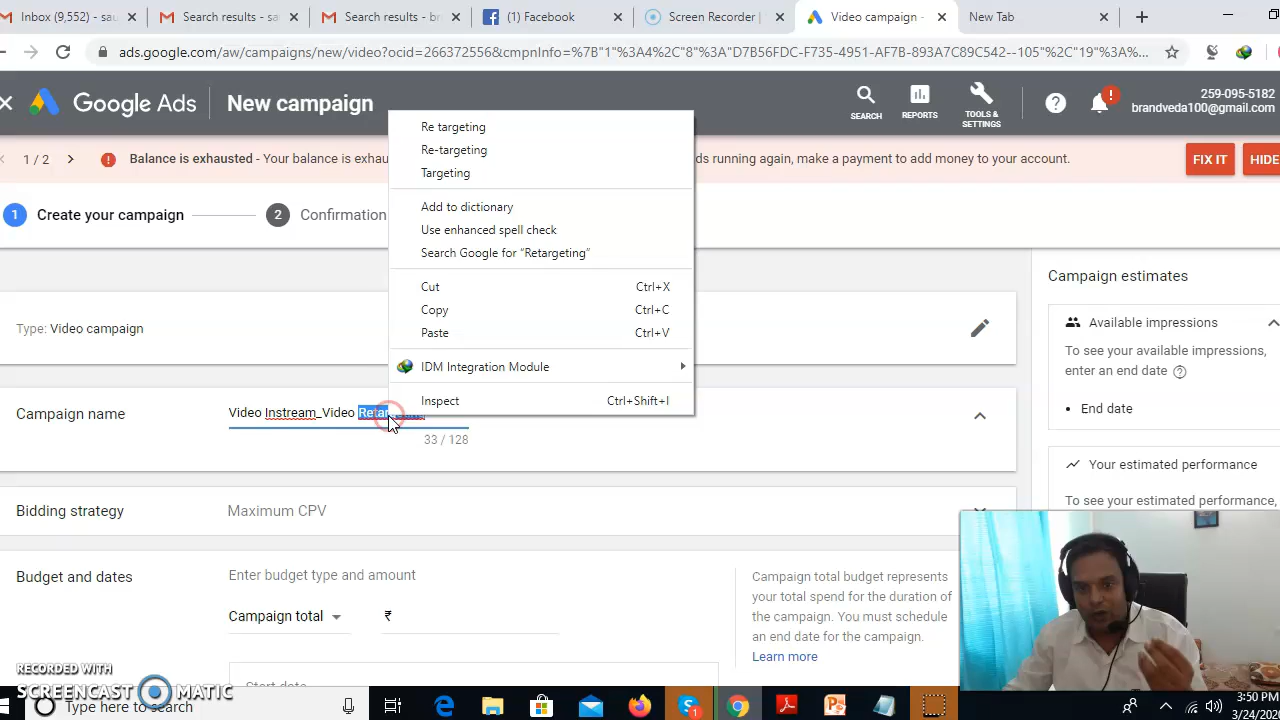 Inbox (9,552) - sau
Search results - sa
Search results - br
(1) Facebook
Screen Recorder |
Video campaign -
New Tab
ads.google.com/aw/campaigns/new/video?ocid=266372556&cmpnInfo=%7B"1"%3A4%2C"8"%3A"D7B56FDC-F735-4951-AF7B-893A7C89C542--105"%2C"19"%3A...
Google Ads
New campaign
SEARCH
REPORTS
TOOLS &
SETTINGS
259-095-5182
brandveda100@gmail.com
1 / 2
Balance is exhausted - Your balance is exhau
ds running again, make a payment to add money to your account.
FIX IT
HIDE
1 Create your campaign
2 Confirmation
Re targeting
Re-targeting
Targeting
Add to dictionary
Use enhanced spell check
Search Google for “Retargeting”
Cut Ctrl+X
Copy Ctrl+C
Paste Ctrl+V
IDM Integration Module
Inspect Ctrl+Shift+I
Type: Video campaign
Campaign name
Video Instream_Video Retar
33 / 128
Bidding strategy
Maximum CPV
Budget and dates
Enter budget type and amount
Campaign total
₹
Start date
Campaign total budget represents
your total spend for the duration of
the campaign. You must schedule
an end date for the campaign.
Learn more
Campaign estimates
Available impressions
To see your available impressions,
enter an end date
• End date
Your estimated performance
To see your estimated performance,
RECORDED WITH
SCREENCAST MATIC
Type here to search
3:50 PM
3/24/20